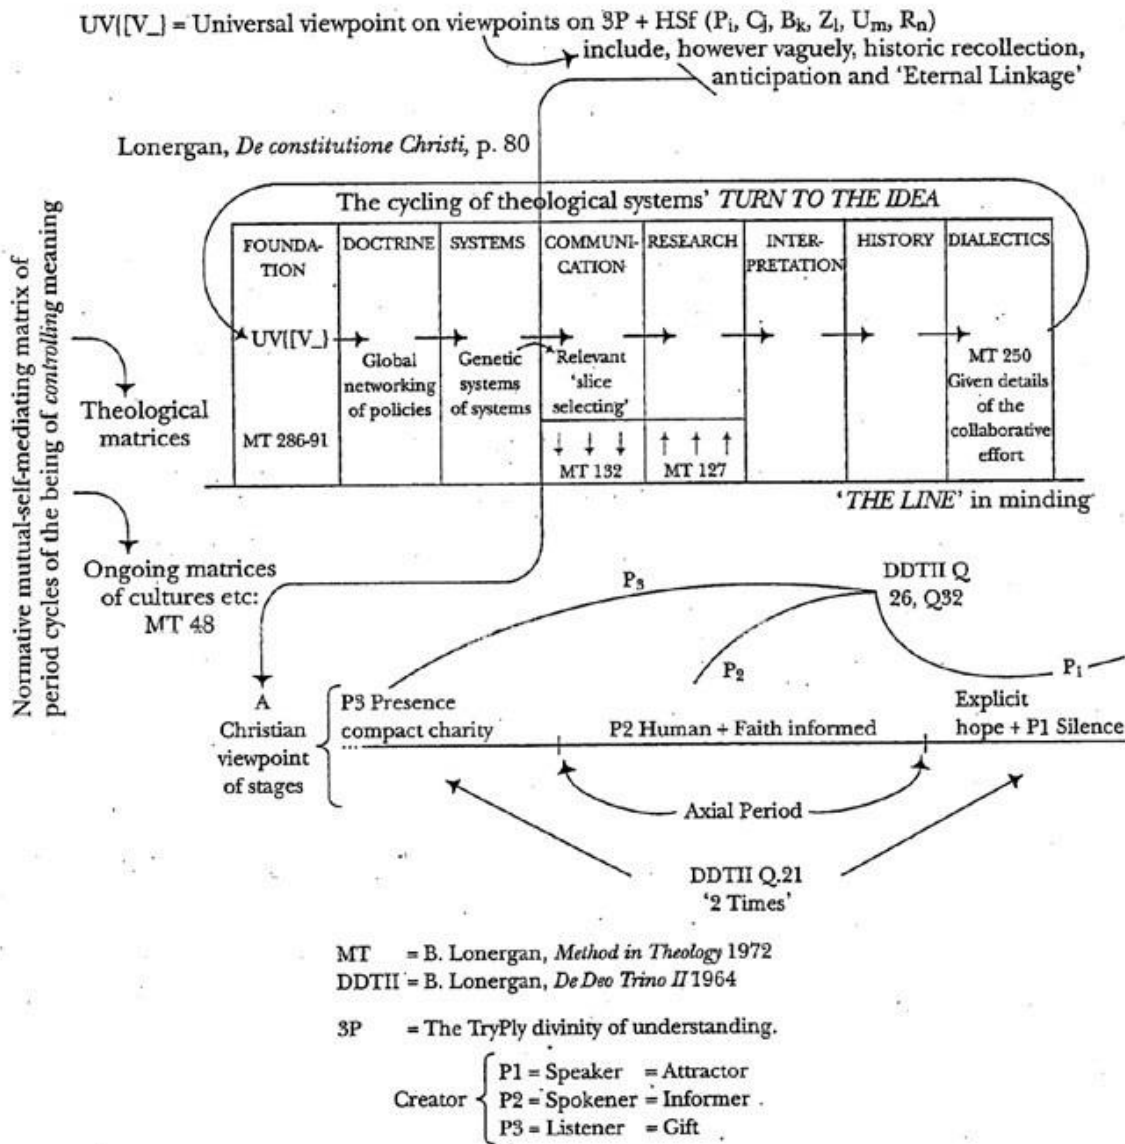 UV{[V_} = Universal viewpoint on viewpoints on 3P + HSf (Pi, Cj, Bk, Zl, Um, Rn)
include, however vaguely, historic recollection,
anticipation and ‘Eternal Linkage’
Lonergan, De constitutione Christi, p. 80
Normative mutual-self-mediating matrix of
period cycles of the being of controlling meaning
The cycling of theological systems’ TURN TO THE IDEA
FOUNDA-
TION
DOCTRINE
SYSTEMS
COMMUNI-
CATION
RESEARCH
INTER-
PRETATION
HISTORY
DIALECTICS
UV{[V_}
Global
networking
of policies
Genetic
systems
of systems
Relevant
‘slice
selecting’
MT 250
Given details
of the
collaborative
effort
MT 286-91
MT 132
MT 127
Theological
matrices
‘THE LINE’ in minding
Ongoing matrices
of cultures etc:
MT 48
DDTII Q
26, Q32
P3
P2
P1
A
Christian
viewpoint
of stages
P3 Presence
compact charity
....
P2 Human + Faith informed
Explicit
hope + P1 Silence
Axial Period
DDTII Q.21
‘2 Times’
MT = B. Lonergan, Method in Theology 1972
DDTII = B. Lonergan, De Deo Trino II 1964
3P = The TryPly divinity of understanding.
Creator
P1 = Speaker = Attractor
P2 = Spokener = Informer
P3 = Listener = Gift